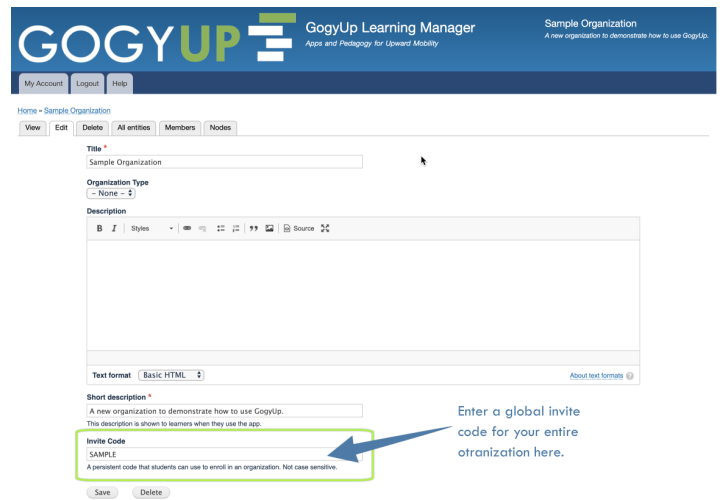 GOGYUP
GogyUp Learning Manager
Apps and Pedagogy for Upward Mobility
Sample Organization
A new organization to demonstrate how to use GogyUp.
My Account Logout Help
Home » Sample Organization
View Edit Delete All entities Members Nodes
Title *
Sample Organization
Organization Type
- None -
Description
B I Styles Source
Text format Basic HTML About text formats ?
Short description *
A new organization to demonstrate how to use GogyUp.
This description is shown to learners when they use the app.
Invite Code
SAMPLE
A persistent code that students can use to enroll in an organization. Not case sensitive.
Enter a global invite
code for your entire
otranization here.
Save Delete